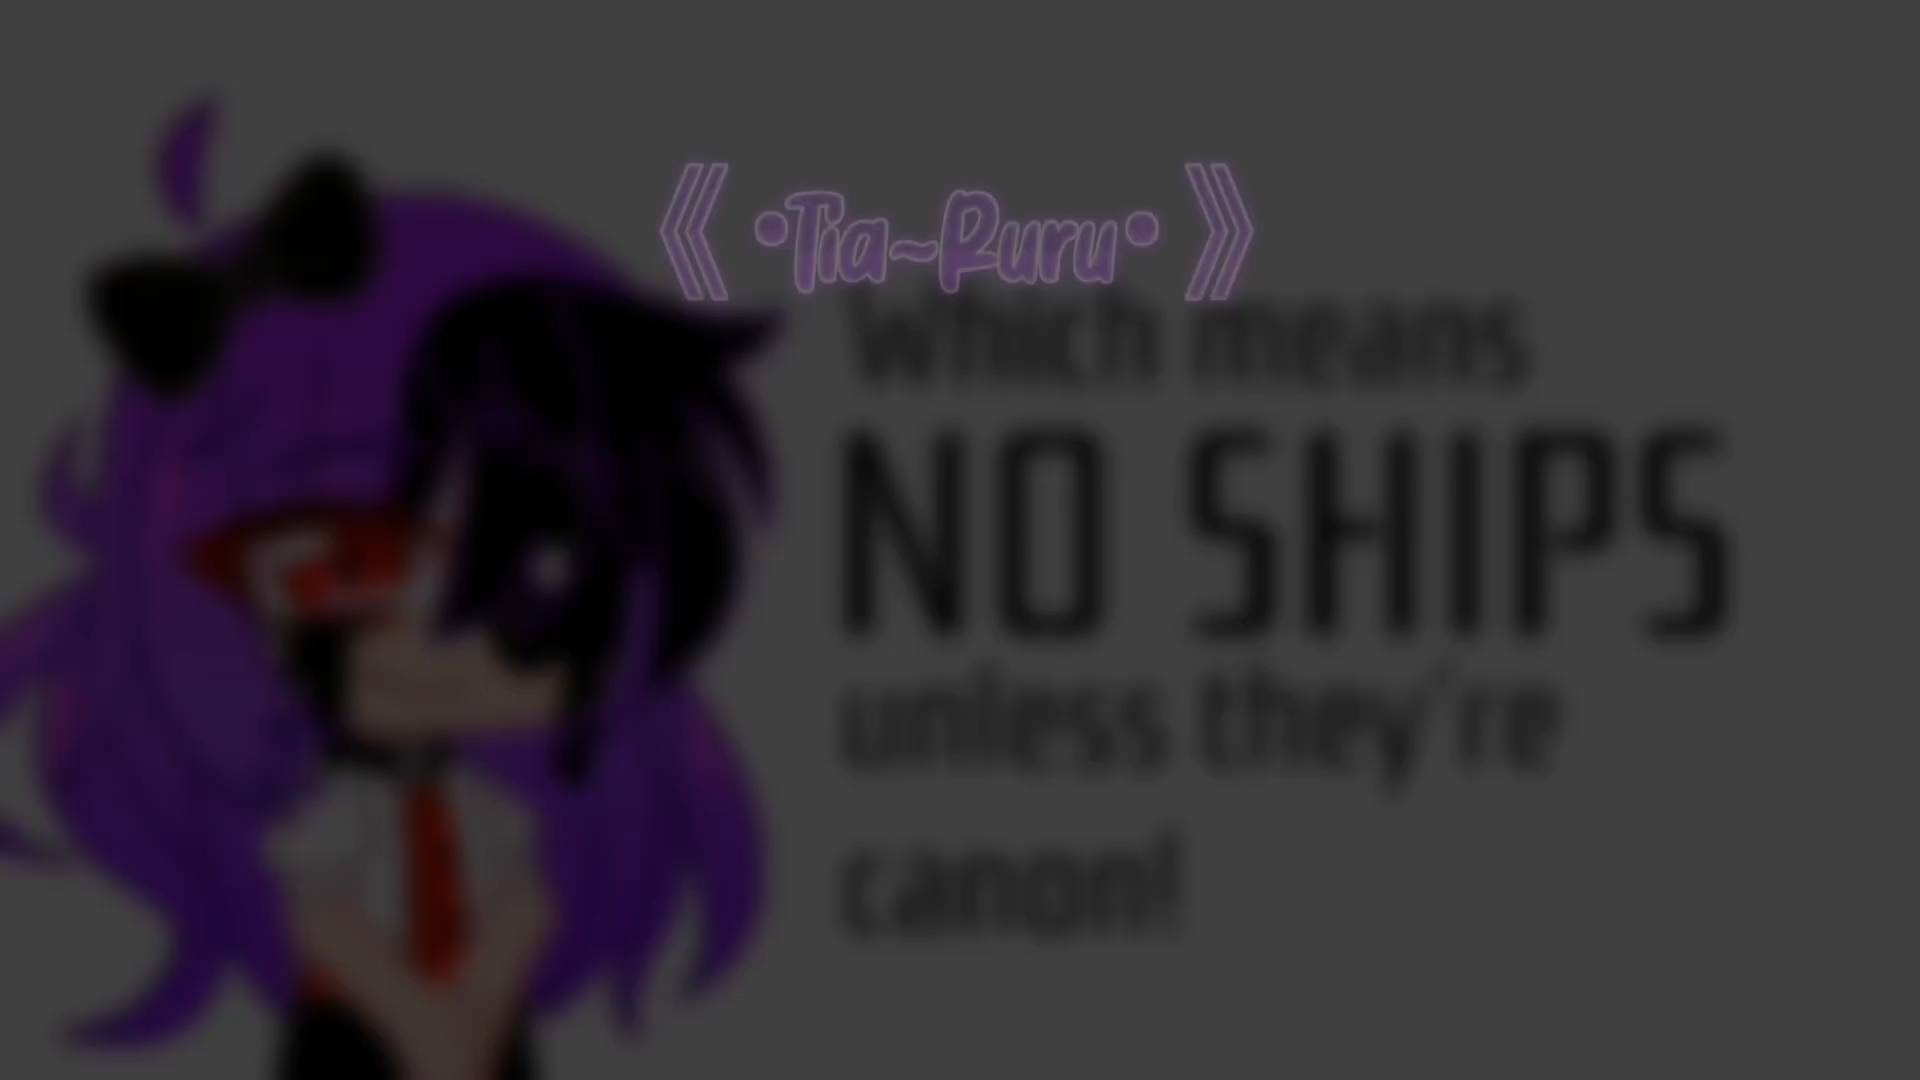 《 •Tia~Ruru• 》
Which means
NO SHIPS
unless they're
canon!